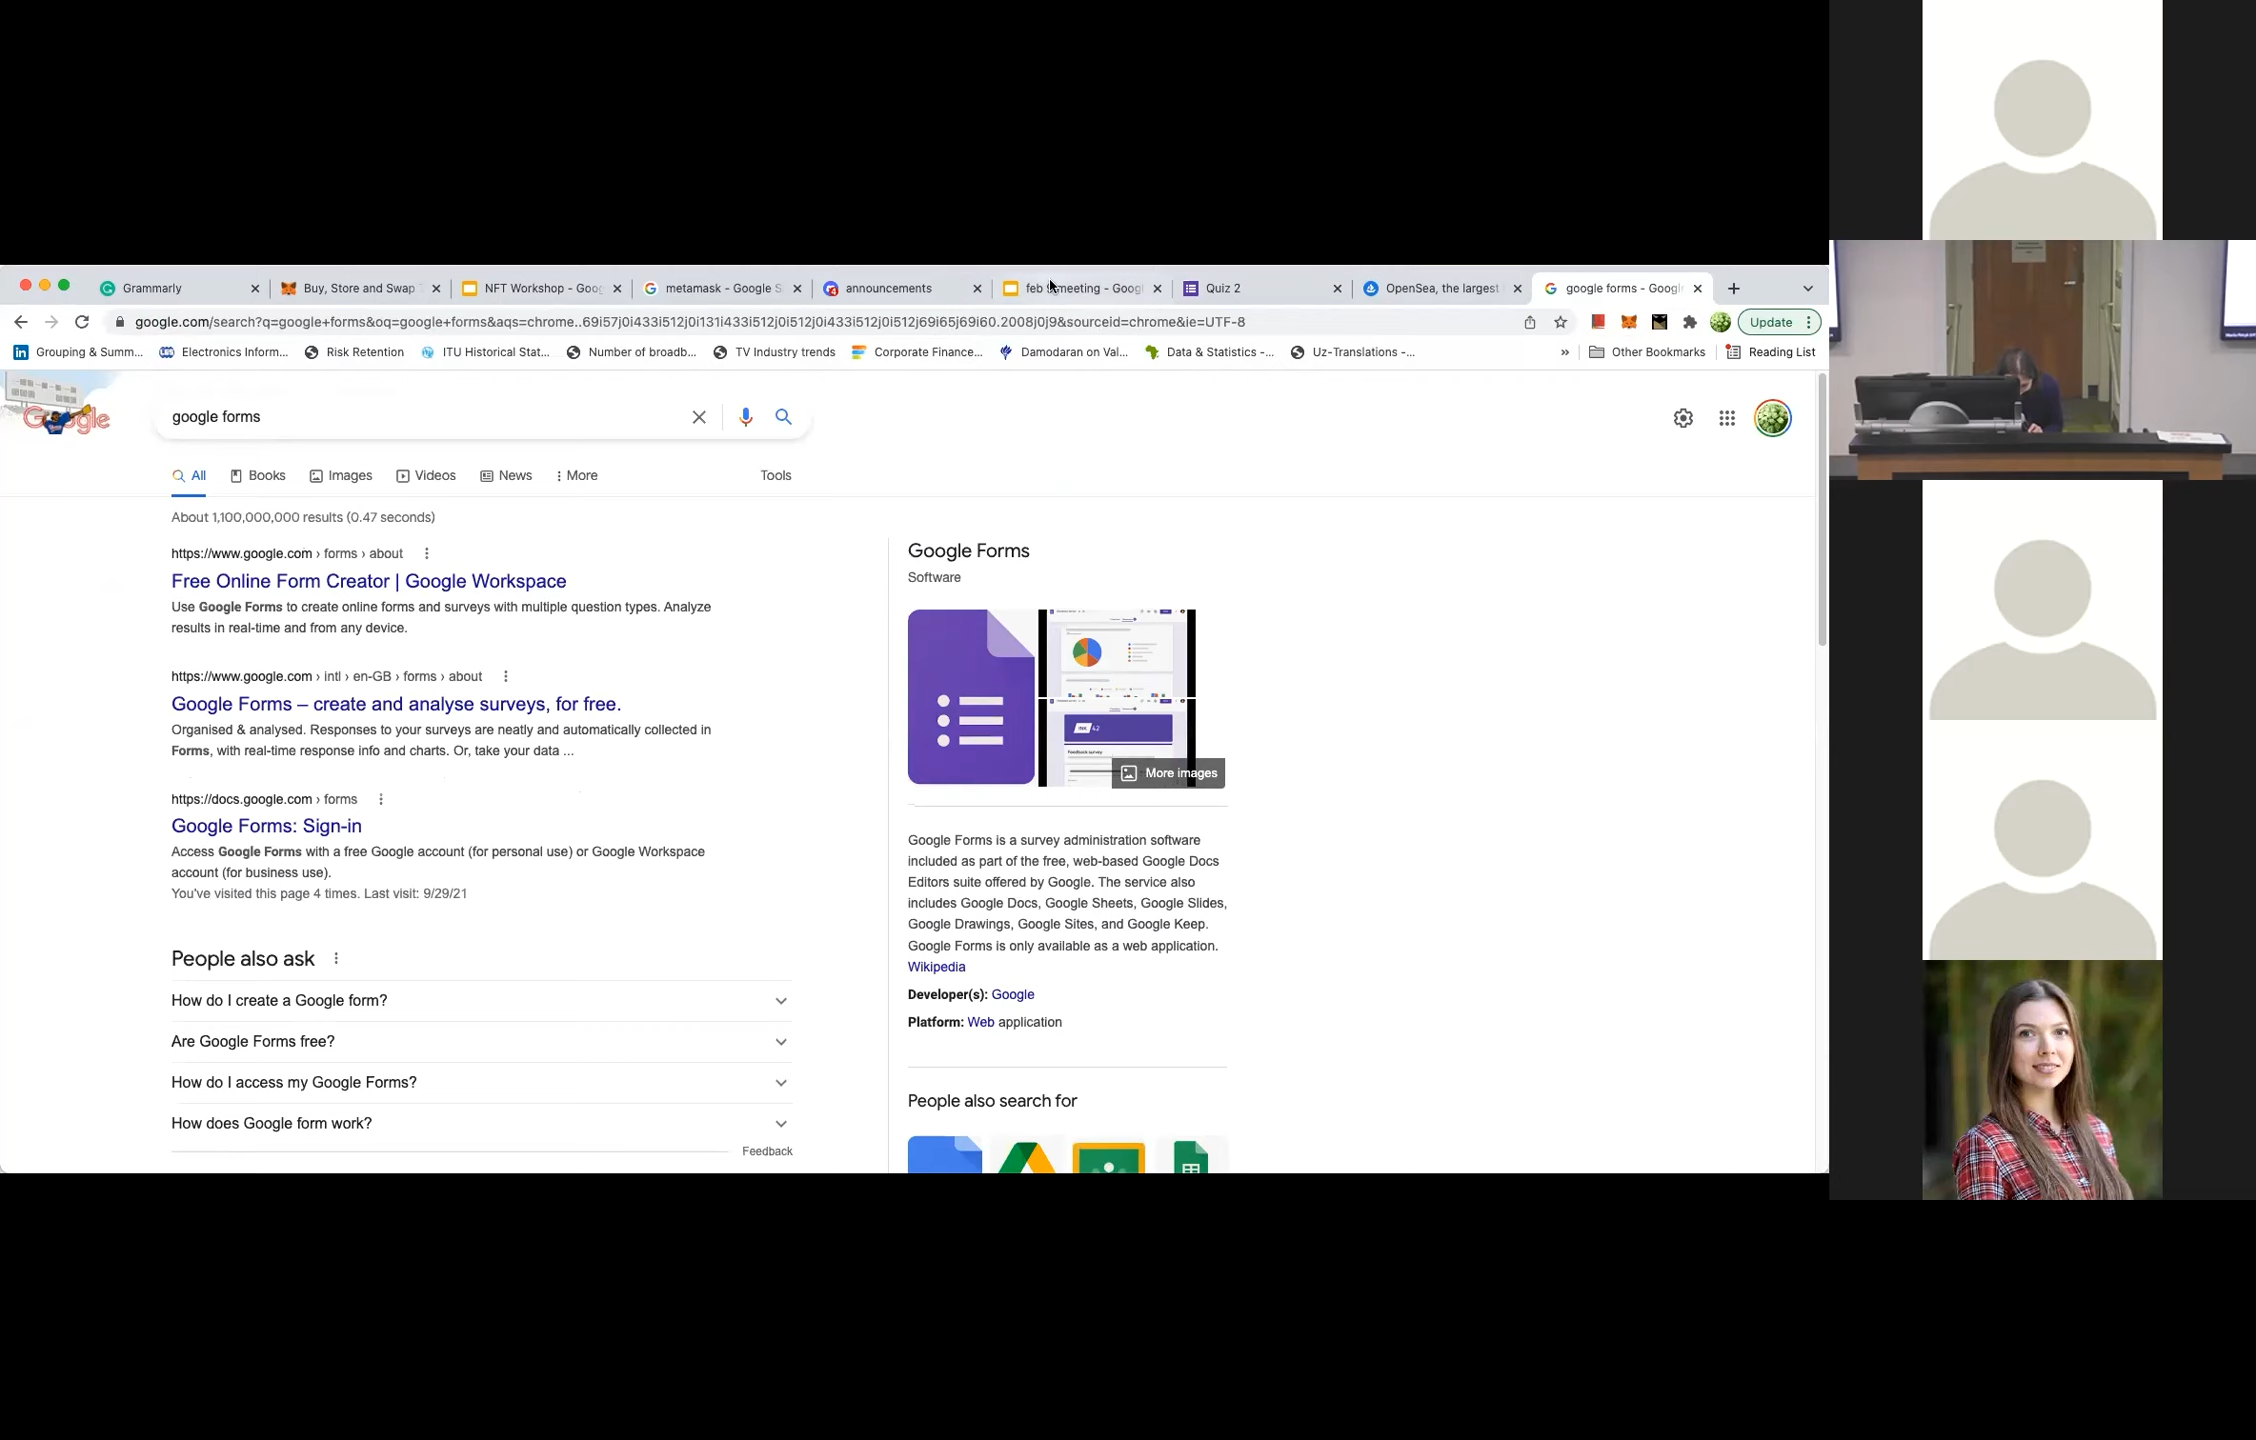 Grammarly
Buy, Store and Swap
NFT Workshop - Goog
metamask - Google S
announcements
feb 9 meeting - Googl
Quiz 2
OpenSea, the largest
google forms - Googl
google.com/search?q=google+forms&oq=google+forms&aqs=chrome..69i57j0i433i512j0i131i433i512j0i512j0i433i512j0i512j69i65j69i60.2008j0j9&sourceid=chrome&ie=UTF-8
Update
Grouping & Summ...
Electronics Inform...
Risk Retention
ITU Historical Stat...
Number of broadb...
TV Industry trends
Corporate Finance...
Damodaran on Val...
Data & Statistics -...
Uz-Translations -...
»
Other Bookmarks
Reading List
google forms
All
Books
Images
Videos
News
More
Tools
About 1,100,000,000 results (0.47 seconds)
https://www.google.com › forms › about
Free Online Form Creator | Google Workspace
Use Google Forms to create online forms and surveys with multiple question types. Analyze
results in real-time and from any device.
https://www.google.com › intl › en-GB › forms › about
Google Forms – create and analyse surveys, for free.
Organised & analysed. Responses to your surveys are neatly and automatically collected in
Forms, with real-time response info and charts. Or, take your data ...
https://docs.google.com › forms
Google Forms: Sign-in
Access Google Forms with a free Google account (for personal use) or Google Workspace
account (for business use).
You've visited this page 4 times. Last visit: 9/29/21
People also ask
How do I create a Google form?
Are Google Forms free?
How do I access my Google Forms?
How does Google form work?
Feedback
Google Forms
Software
Feedback survey
More images
Google Forms is a survey administration software
included as part of the free, web-based Google Docs
Editors suite offered by Google. The service also
includes Google Docs, Google Sheets, Google Slides,
Google Drawings, Google Sites, and Google Keep.
Google Forms is only available as a web application.
Wikipedia
Developer(s): Google
Platform: Web application
People also search for